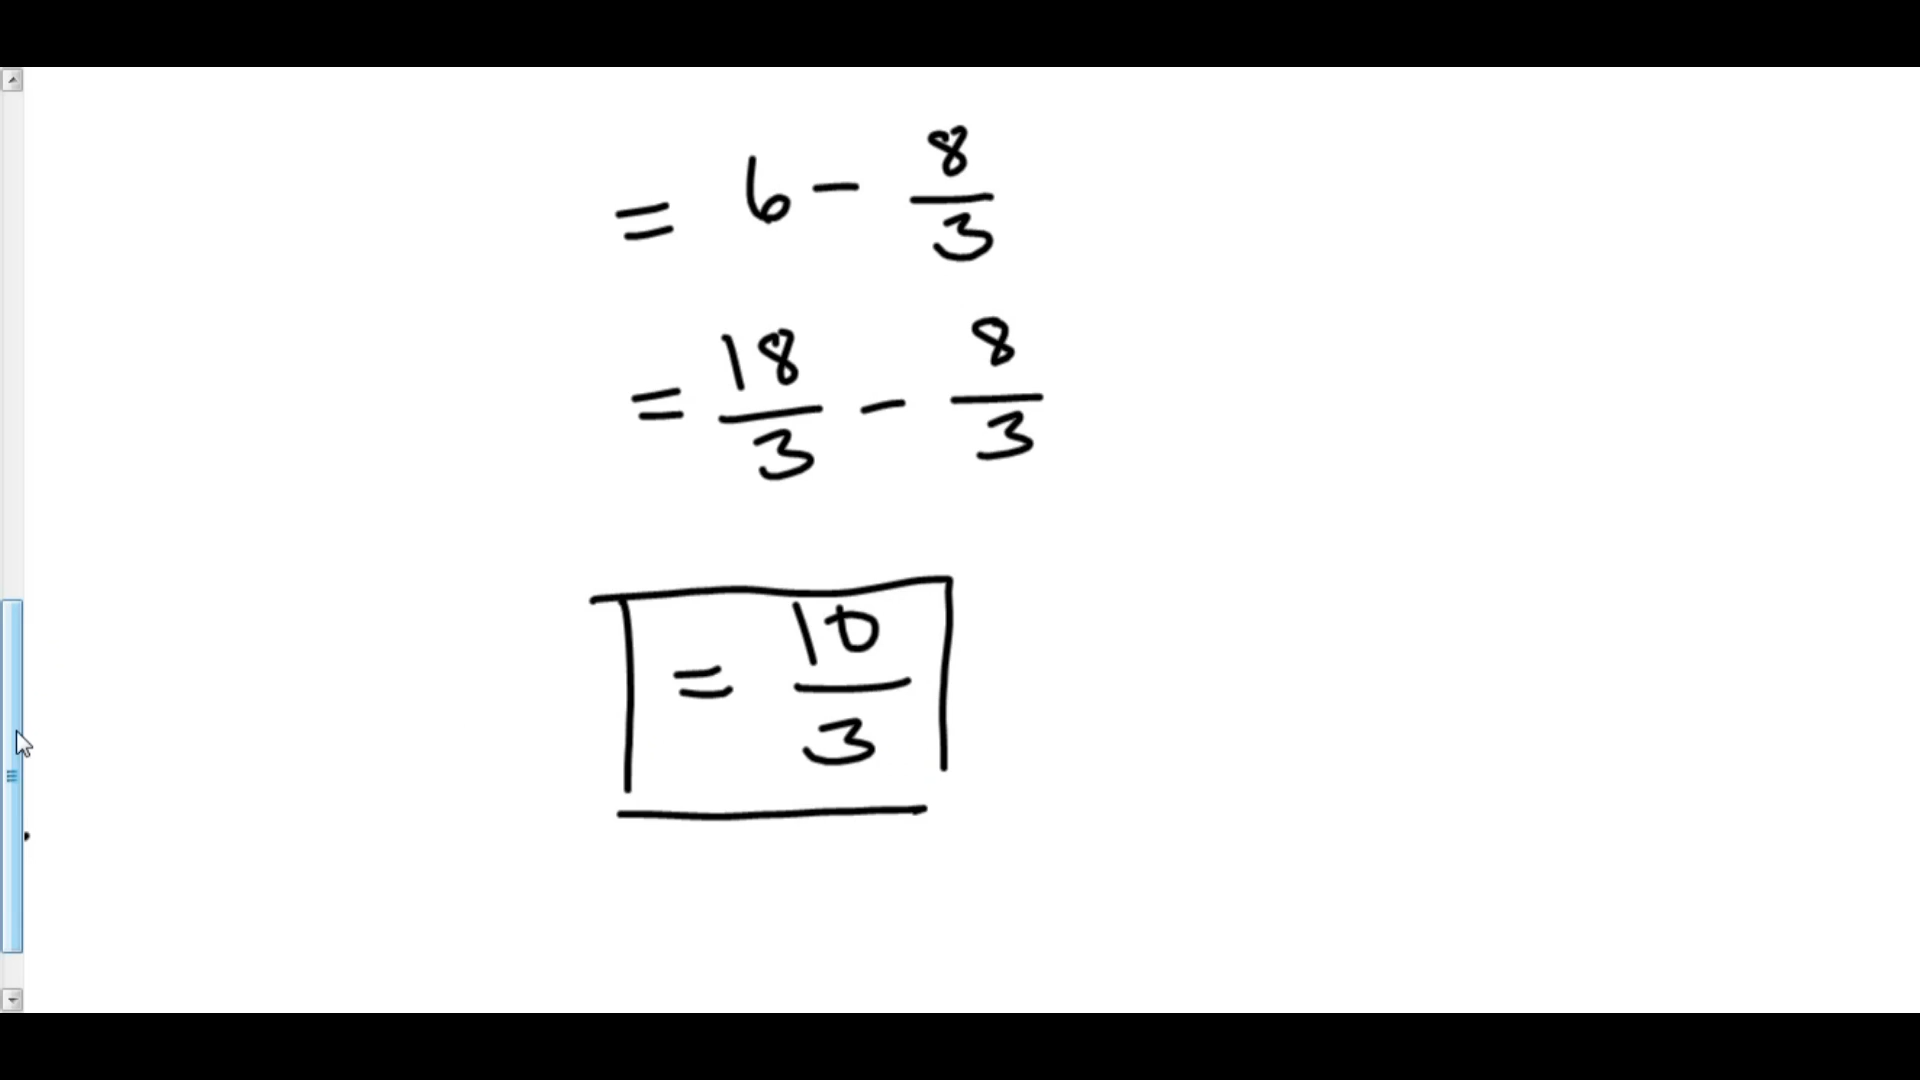 = 6 - 8/3
= 18/3 - 8/3
= 10/3